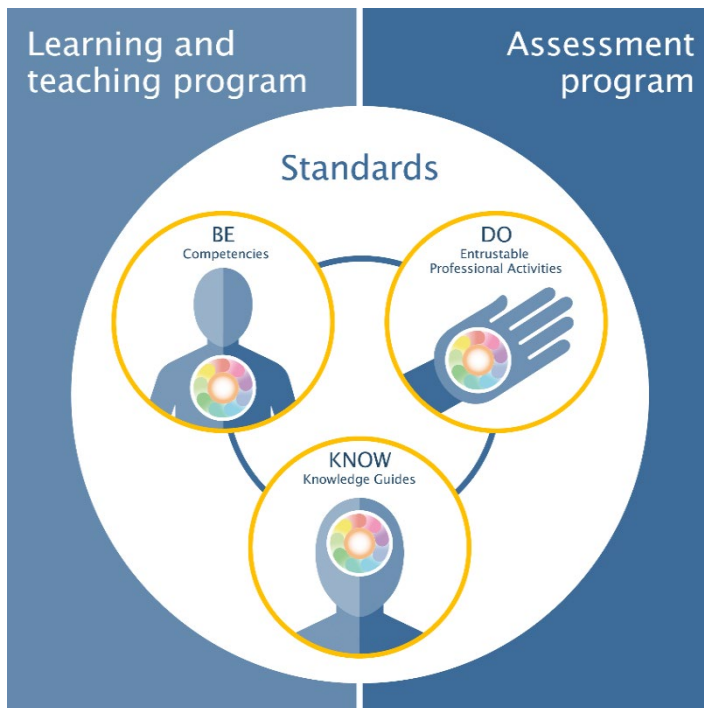 Learning and
teaching program
Assessment
program
Standards
BE
Competencies
DO
Entrustable
Professional Activities
KNOW
Knowledge Guides